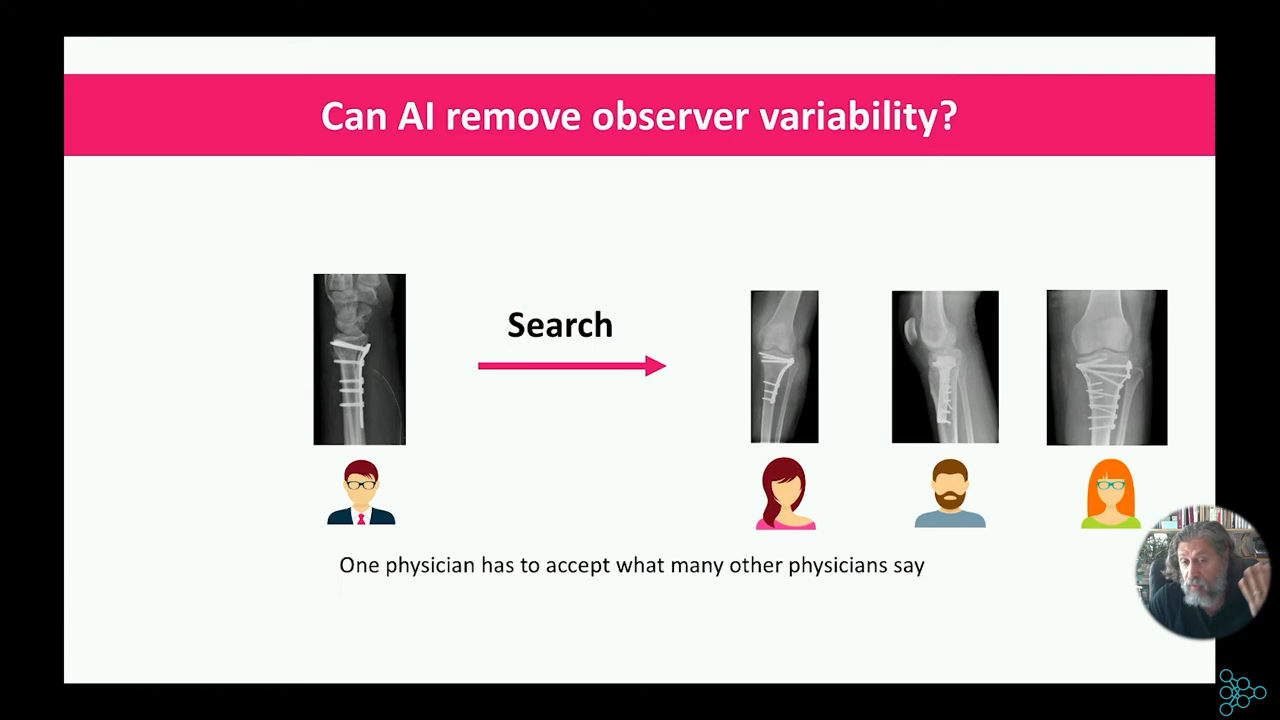 Can AI remove observer variability?
Search
One physician has to accept what many other physicians say